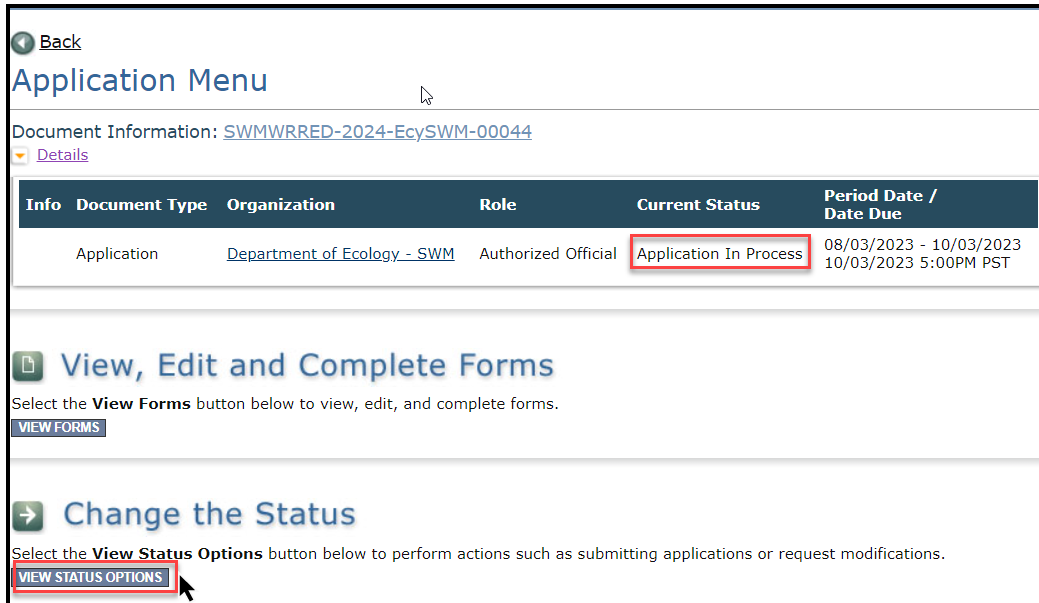 Back
Application Menu
Document Information: SWMWRRED-2024-EcySWM-00044
Details
Info Document Type Organization Role Current Status Period Date / Date Due
Application Department of Ecology - SWM Authorized Official Application In Process 08/03/2023 - 10/03/2023
10/03/2023 5:00PM PST
View, Edit and Complete Forms
Select the View Forms button below to view, edit, and complete forms.
VIEW FORMS
Change the Status
Select the View Status Options button below to perform actions such as submitting applications or request modifications.
VIEW STATUS OPTIONS